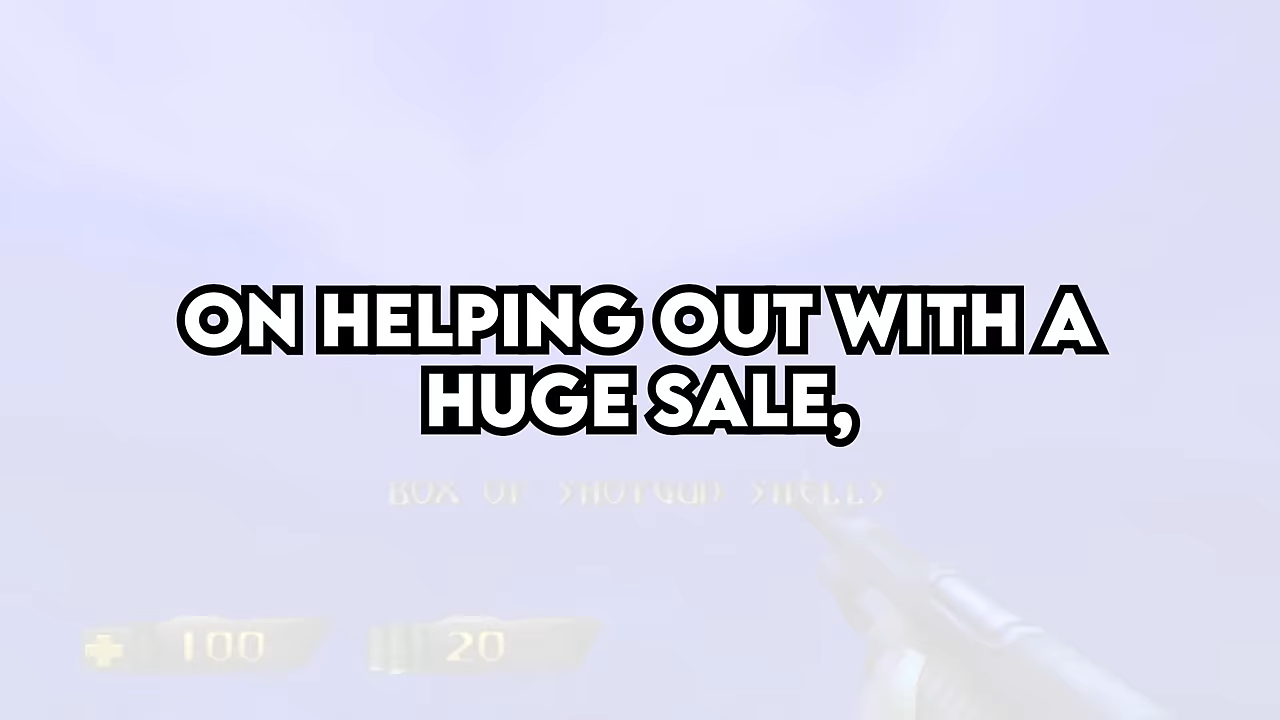 ON HELPING OUT WITH A
HUGE SALE,
BOX OF SHOTGUN SHELLS
100 20